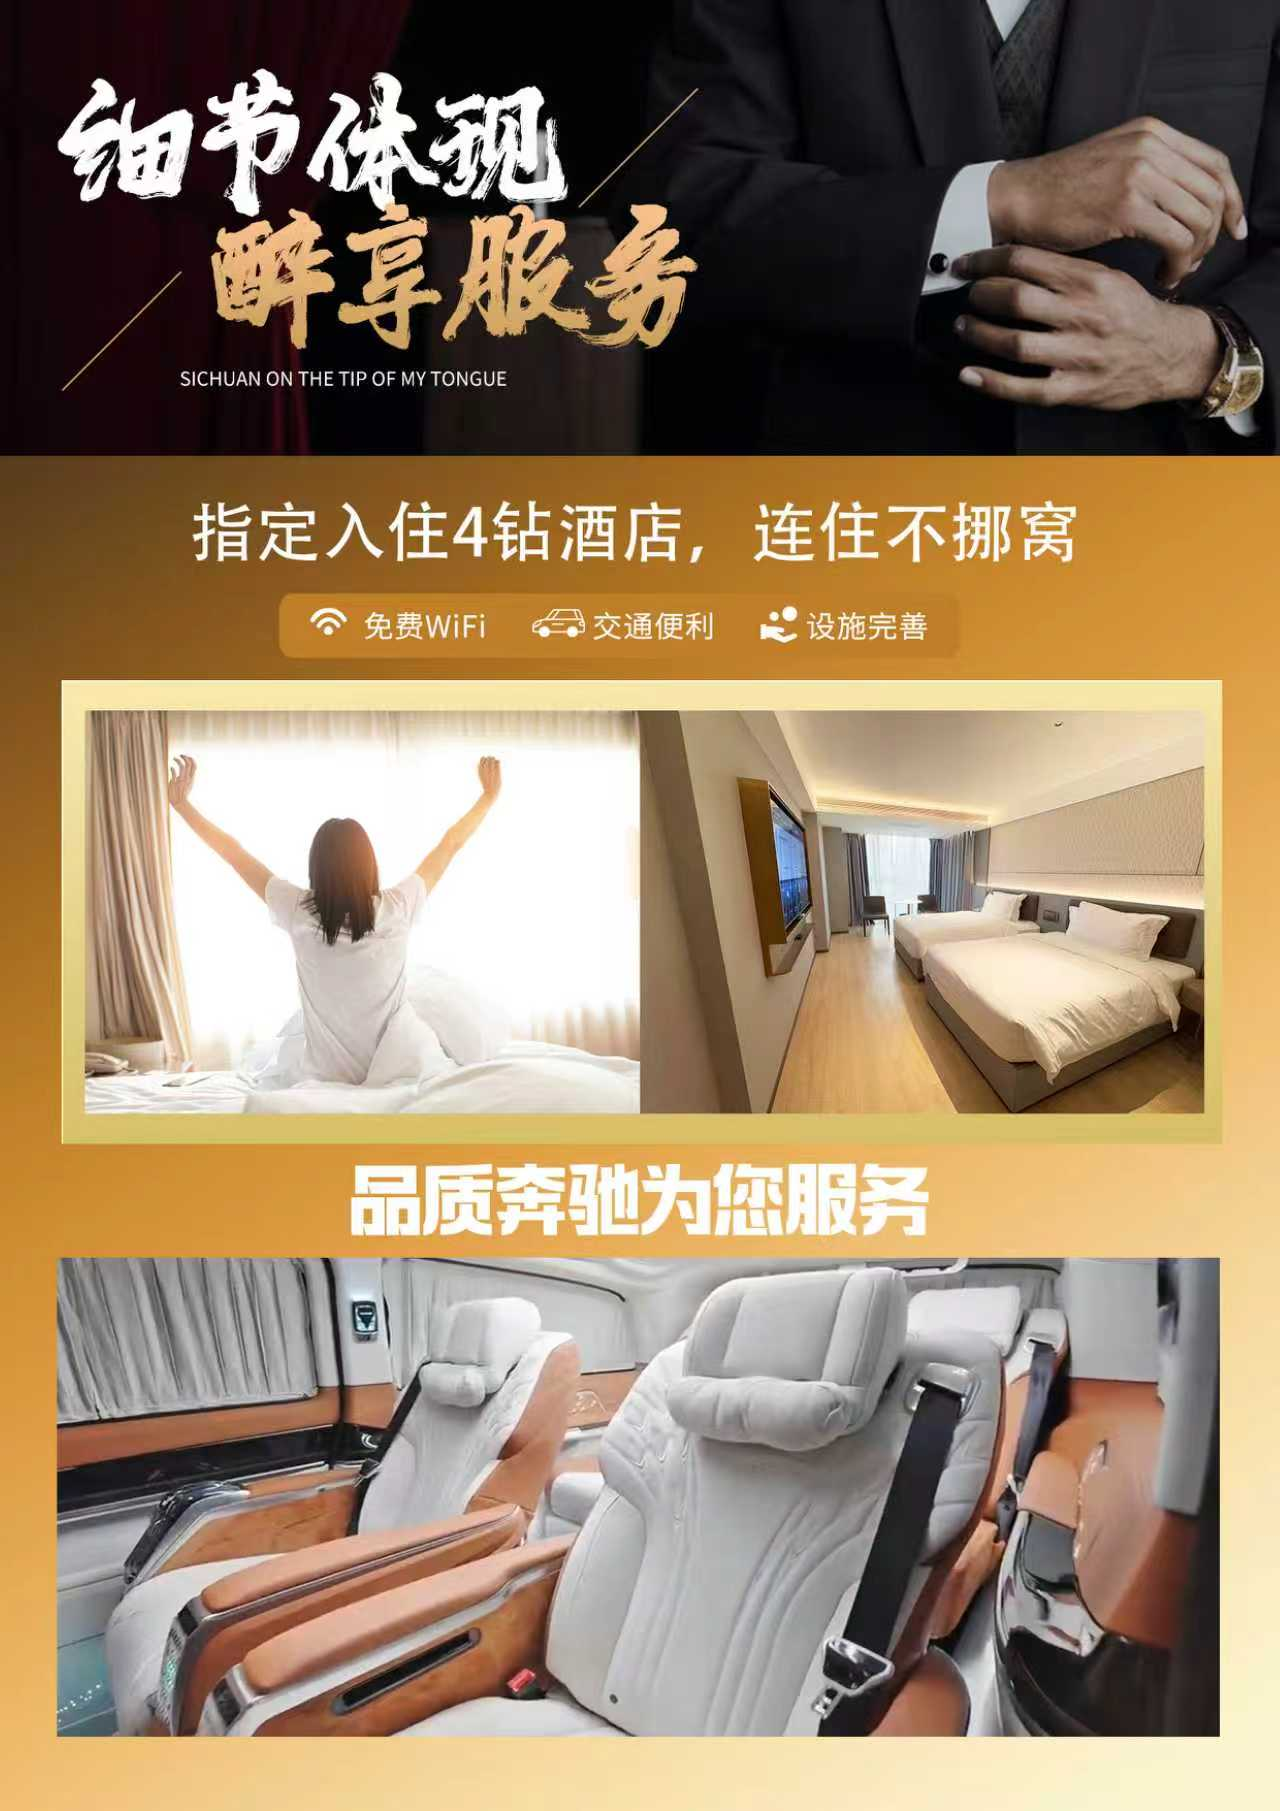 细节体现
醉享服务
SICHUAN ON THE TIP OF MY TONGUE
指定入住4钻酒店，连住不挪窝
免费WiFi 交通便利 设施完善
品质奔驰为您服务